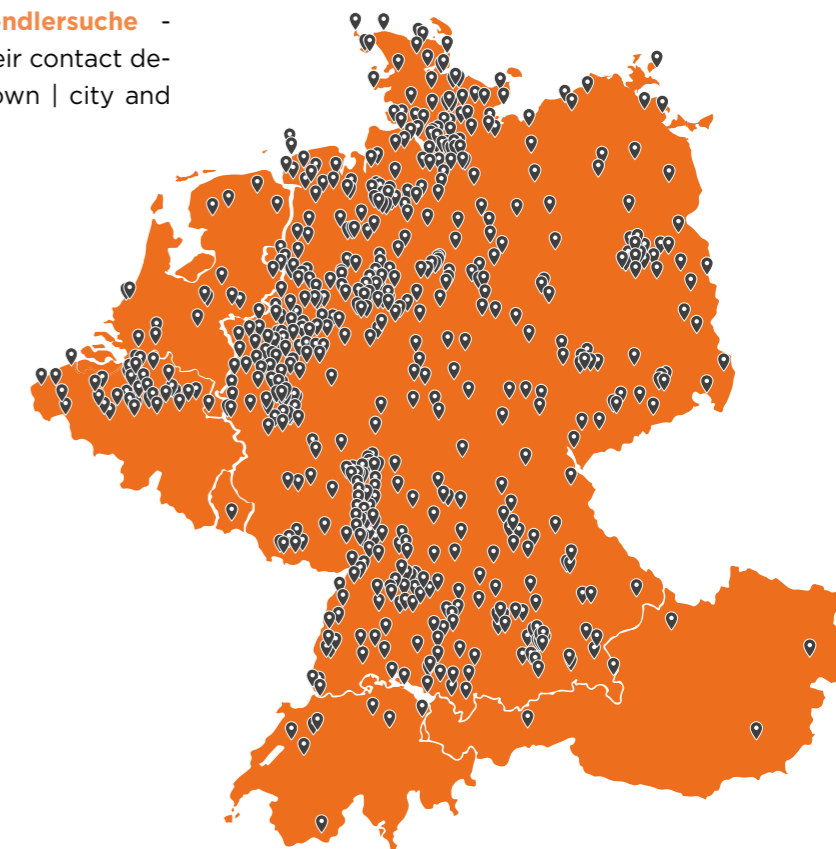 ndlersuche -
eir contact de-
own | city and